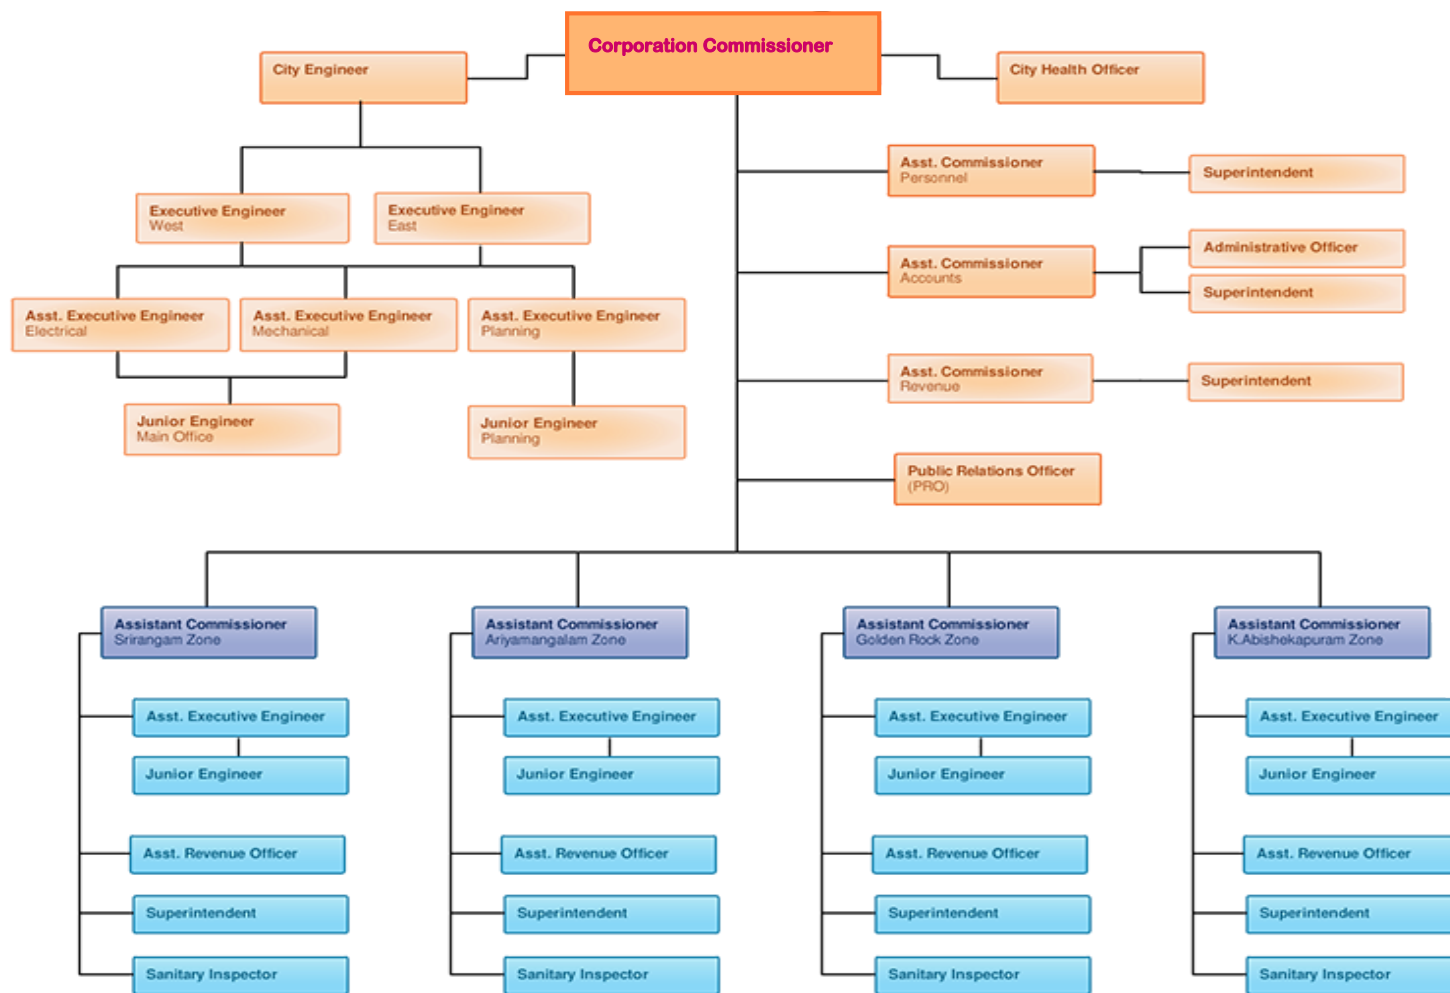 Corporation Commissioner
City Engineer
City Health Officer
Asst. Commissioner
Personnel
Superintendent
Executive Engineer
West
Executive Engineer
East
Asst. Commissioner
Accounts
Administrative Officer
Superintendent
Asst. Executive Engineer
Electrical
Asst. Executive Engineer
Mechanical
Asst. Executive Engineer
Planning
Asst. Commissioner
Revenue
Superintendent
Junior Engineer
Main Office
Junior Engineer
Planning
Public Relations Officer
(PRO)
Assistant Commissioner
Srirangam Zone
Asst. Executive Engineer
Junior Engineer
Asst. Revenue Officer
Superintendent
Sanitary Inspector
Assistant Commissioner
Ariyamangalam Zone
Asst. Executive Engineer
Junior Engineer
Asst. Revenue Officer
Superintendent
Sanitary Inspector
Assistant Commissioner
Golden Rock Zone
Asst. Executive Engineer
Junior Engineer
Asst. Revenue Officer
Superintendent
Sanitary Inspector
Assistant Commissioner
K.Abishekapuram Zone
Asst. Executive Engineer
Junior Engineer
Asst. Revenue Officer
Superintendent
Sanitary Inspector